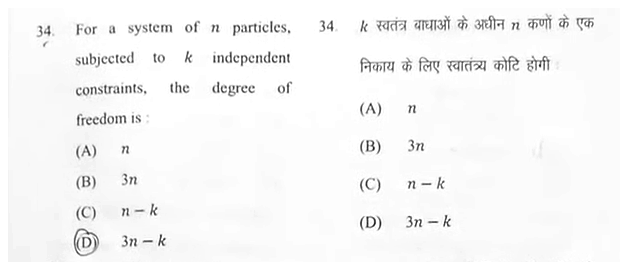 34. For a system of n particles,
subjected to k independent
constraints, the degree of
freedom is :
(A) n
(B) 3n
(C) n – k
(D) 3n – k
34. k स्वतंत्र बाधाओं के अधीन n कणों के एक
निकाय के लिए स्वातंत्र्य कोटि होगी
(A) n
(B) 3n
(C) n – k
(D) 3n – k